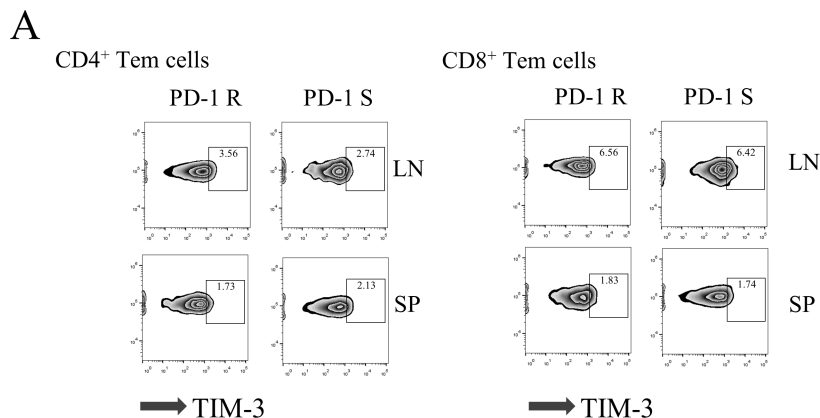 A
CD4⁺ Tem cells
CD8⁺ Tem cells
PD-1 R
PD-1 S
PD-1 R
PD-1 S
3.56
2.74
LN
6.56
6.42
LN
1.73
2.13
SP
1.83
1.74
SP
TIM-3
TIM-3